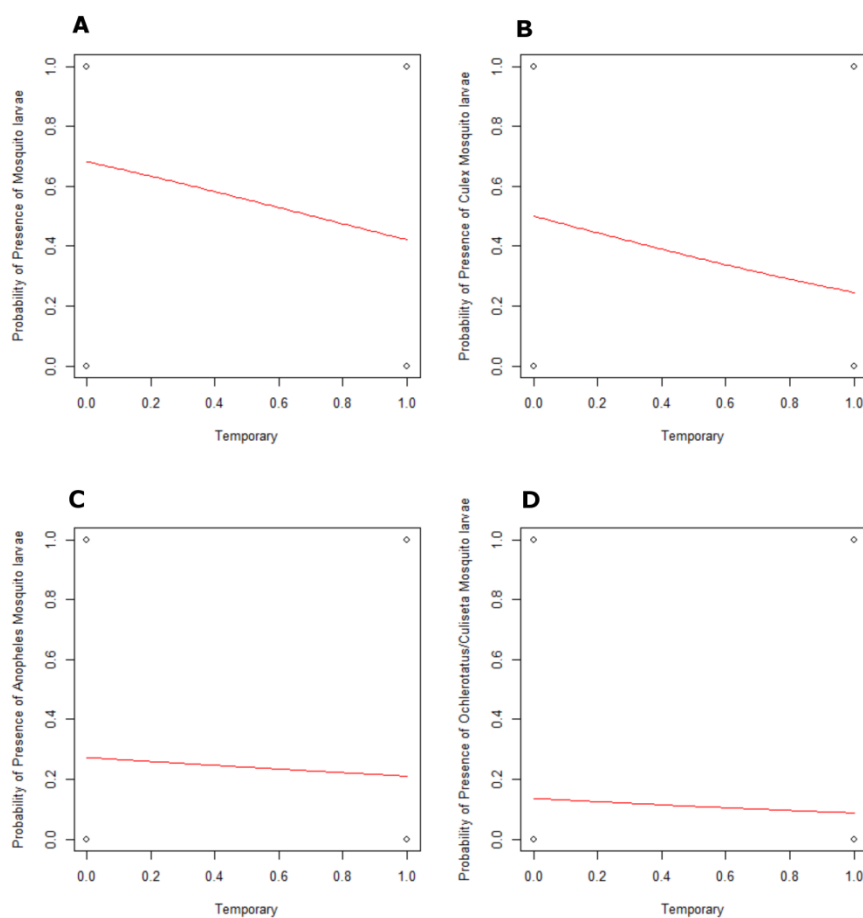 A
Probability of Presence of Mosquito larvae
1.0
0.8
0.6
0.4
0.2
0.0
0.0 0.2 0.4 0.6 0.8 1.0
Temporary
B
Probability of Presence of Culex Mosquito larvae
1.0
0.8
0.6
0.4
0.2
0.0
0.0 0.2 0.4 0.6 0.8 1.0
Temporary
C
Probability of Presence of Anopheles Mosquito larvae
1.0
0.8
0.6
0.4
0.2
0.0
0.0 0.2 0.4 0.6 0.8 1.0
Temporary
D
Probability of Presence of Ochlerotatus/Culiseta Mosquito larvae
1.0
0.8
0.6
0.4
0.2
0.0
0.0 0.2 0.4 0.6 0.8 1.0
Temporary